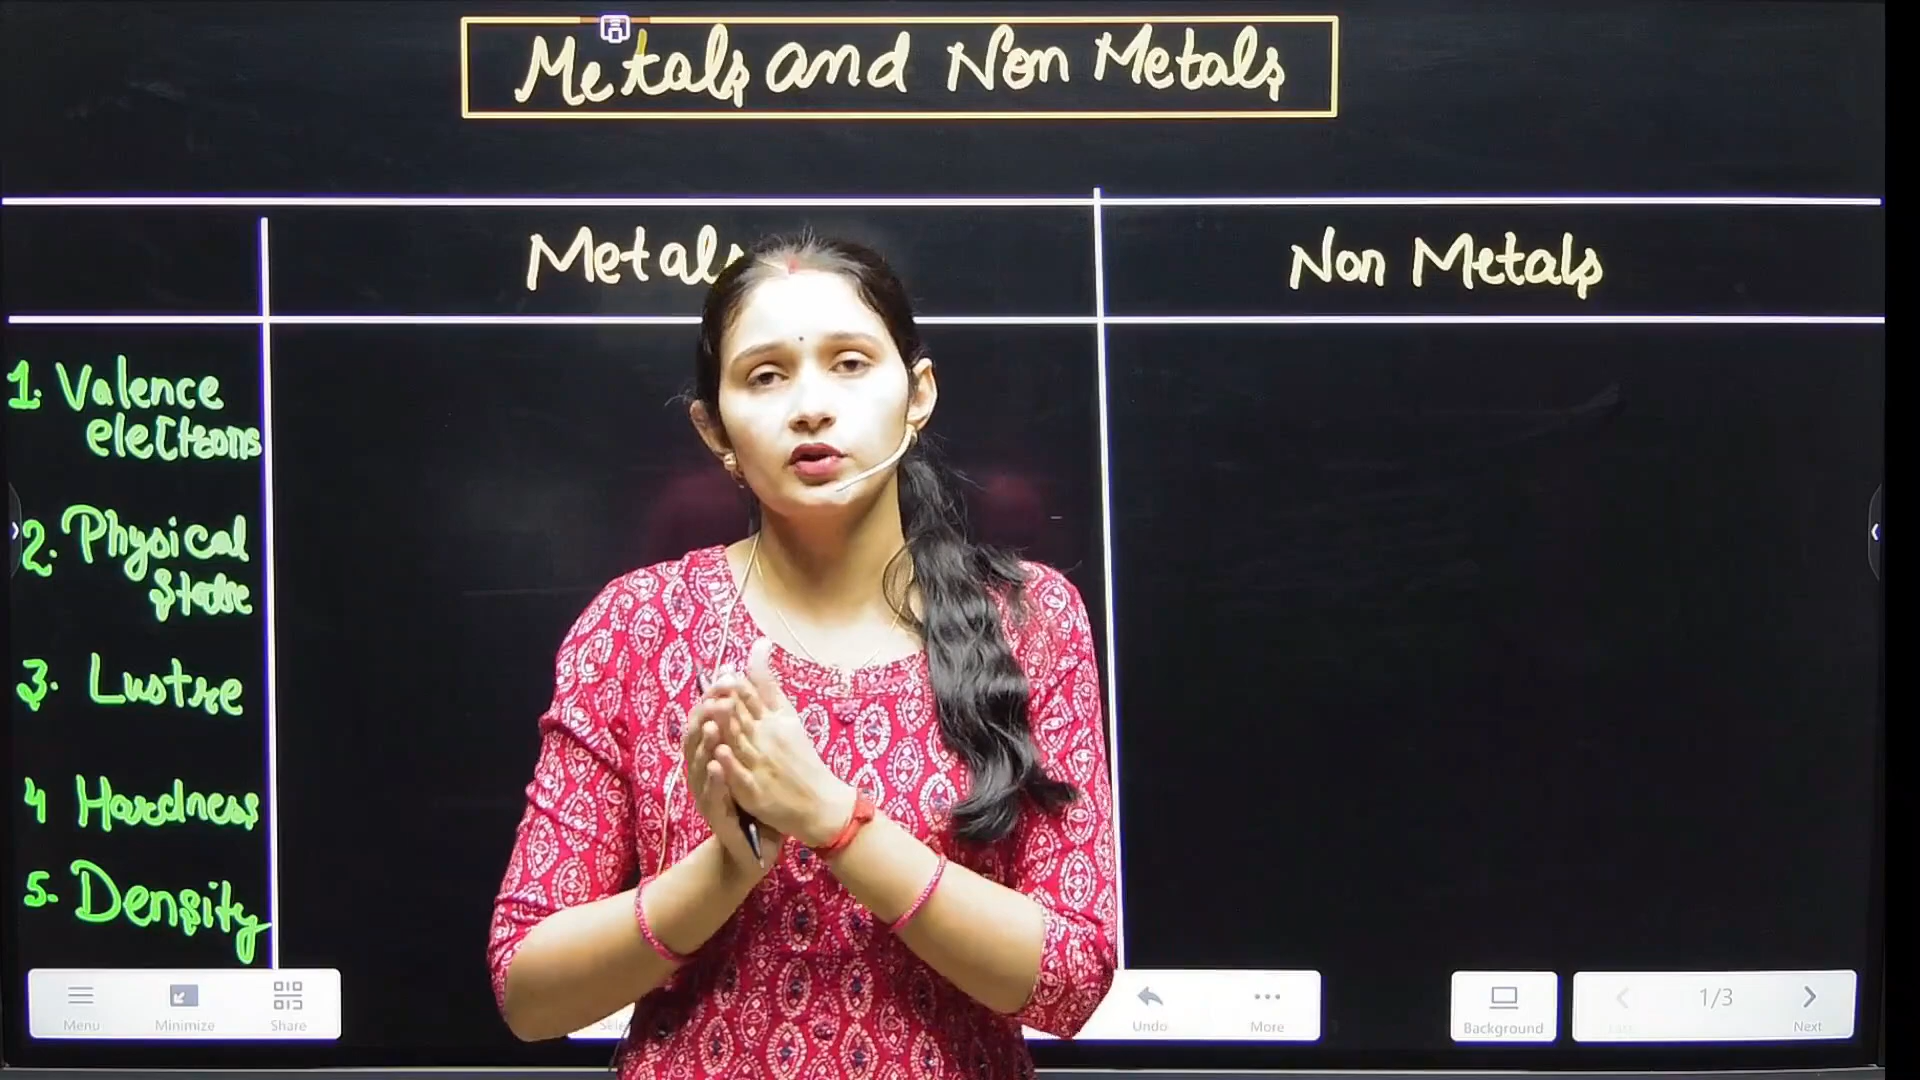 Metals and Non Metals
Metals
Non Metals
1. Valence
electrons
2. Physical
state
3. Lustre
4 Hardness
5. Density
Menu
Minimize
Share
Undo
More
Background
1/3
Next